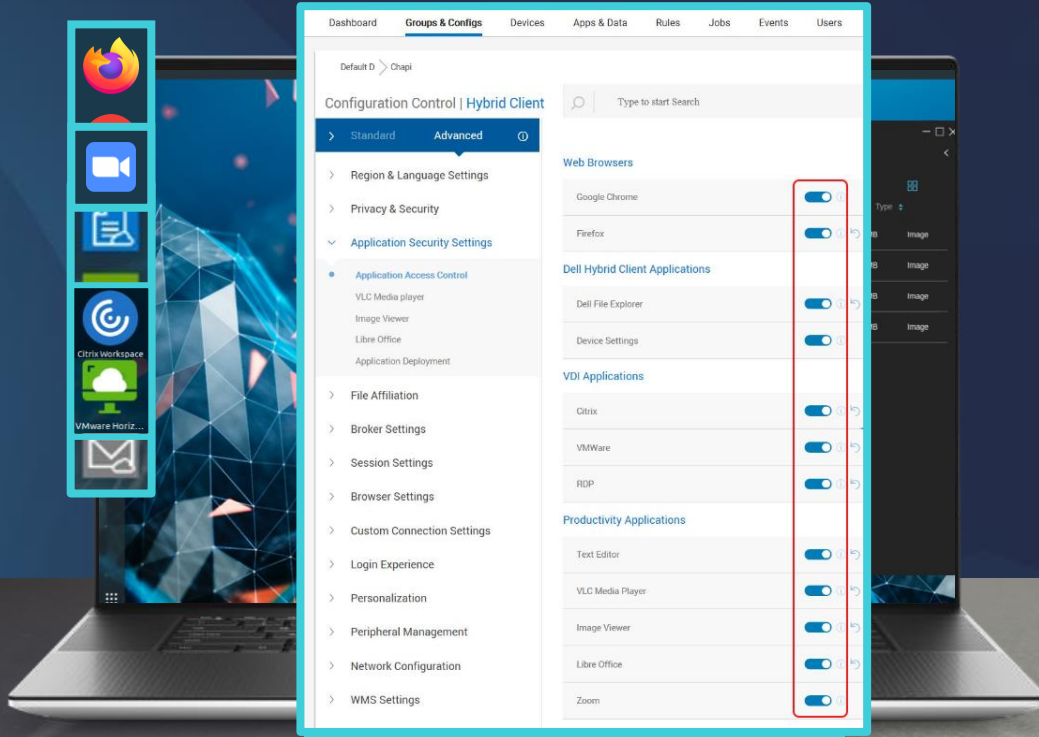 Dashboard Groups & Configs Devices Apps & Data Rules Jobs Events Users
Default D > Chapi
Configuration Control | Hybrid Client
Type to start Search
Standard Advanced
Region & Language Settings
Privacy & Security
Application Security Settings
Application Access Control
VLC Media player
Image Viewer
Libre Office
Application Deployment
File Affiliation
Broker Settings
Session Settings
Browser Settings
Custom Connection Settings
Login Experience
Personalization
Peripheral Management
Network Configuration
WMS Settings
Web Browsers
Google Chrome
Firefox
Dell Hybrid Client Applications
Dell File Explorer
Device Settings
VDI Applications
Citrix
VMWare
RDP
Productivity Applications
Text Editor
VLC Media Player
Image Viewer
Libre Office
Zoom
Citrix Workspace
VMware Horiz...
Type
MB Image
MB Image
MB Image
MB Image